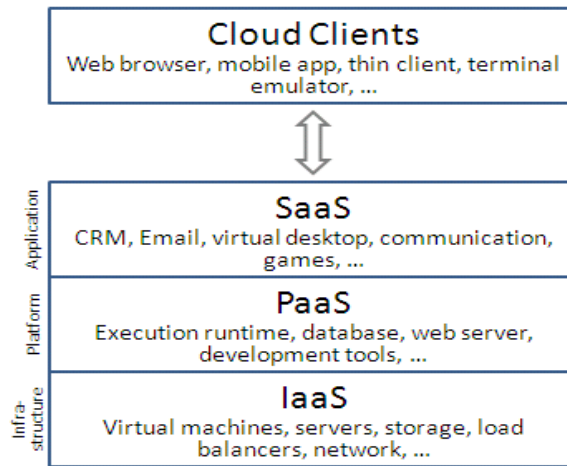 Cloud Clients
Web browser, mobile app, thin client, terminal
emulator, ...
Application
SaaS
CRM, Email, virtual desktop, communication,
games, ...
Platform
PaaS
Execution runtime, database, web server,
development tools, ...
Infra-
structure
IaaS
Virtual machines, servers, storage, load
balancers, network, ...